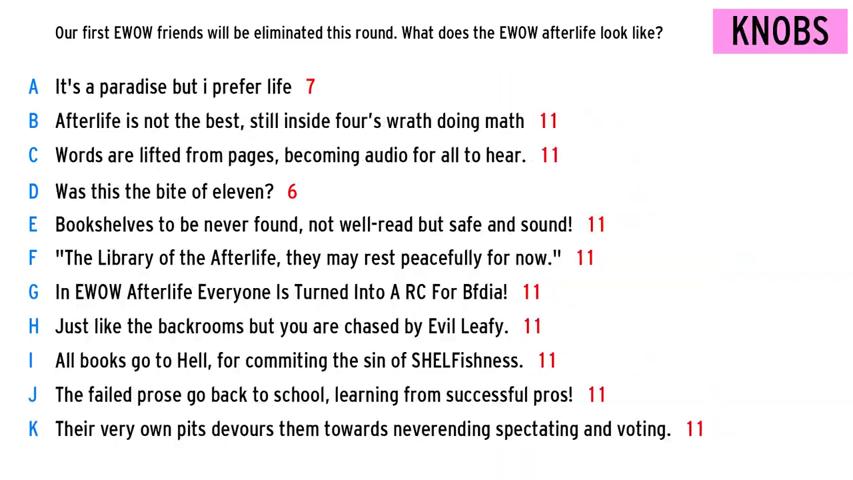 Our first EWOW friends will be eliminated this round. What does the EWOW afterlife look like?
KNOBS
A It's a paradise but i prefer life 7
B Afterlife is not the best, still inside four's wrath doing math 11
C Words are lifted from pages, becoming audio for all to hear. 11
D Was this the bite of eleven? 6
E Bookshelves to be never found, not well-read but safe and sound! 11
F "The Library of the Afterlife, they may rest peacefully for now." 11
G In EWOW Afterlife Everyone Is Turned Into A RC For Bfdia! 11
H Just like the backrooms but you are chased by Evil Leafy. 11
I All books go to Hell, for commiting the sin of SHELFishness. 11
J The failed prose go back to school, learning from successful pros! 11
K Their very own pits devours them towards neverending spectating and voting. 11